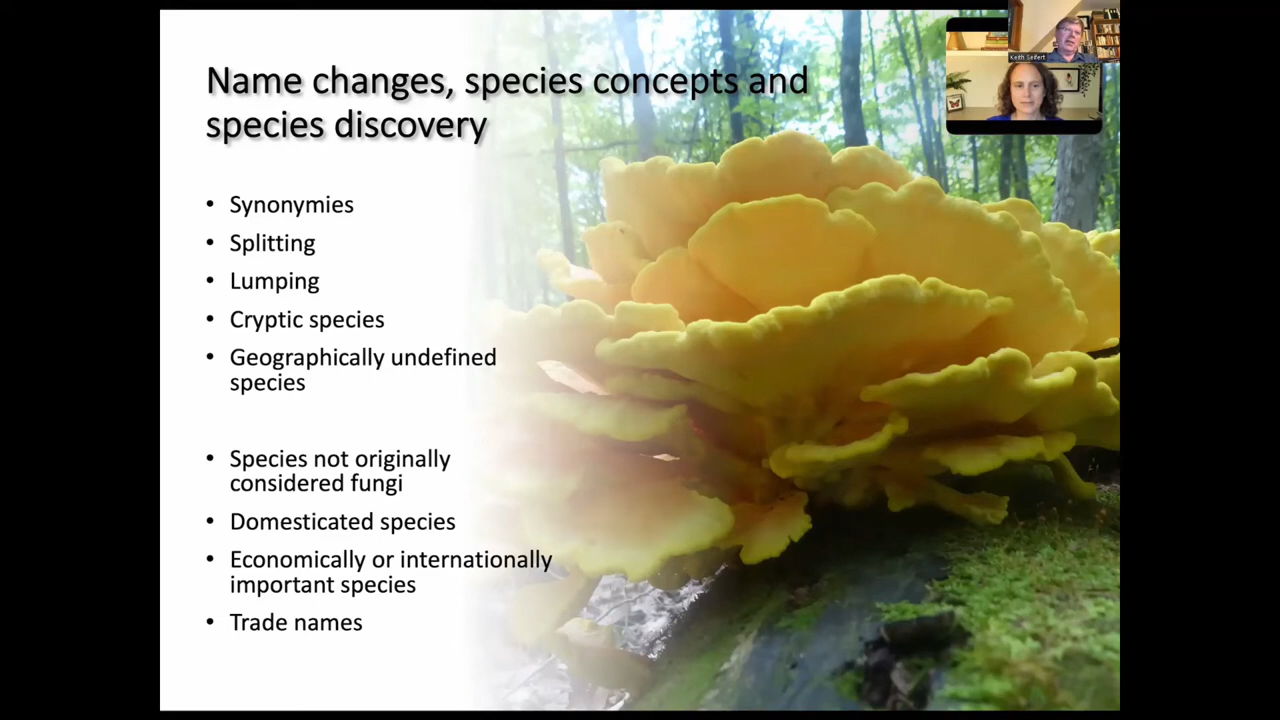 Name changes, species concepts and
species discovery
• Synonymies
• Splitting
• Lumping
• Cryptic species
• Geographically undefined
species
• Species not originally
considered fungi
• Domesticated species
• Economically or internationally
important species
• Trade names
Keith Seifert